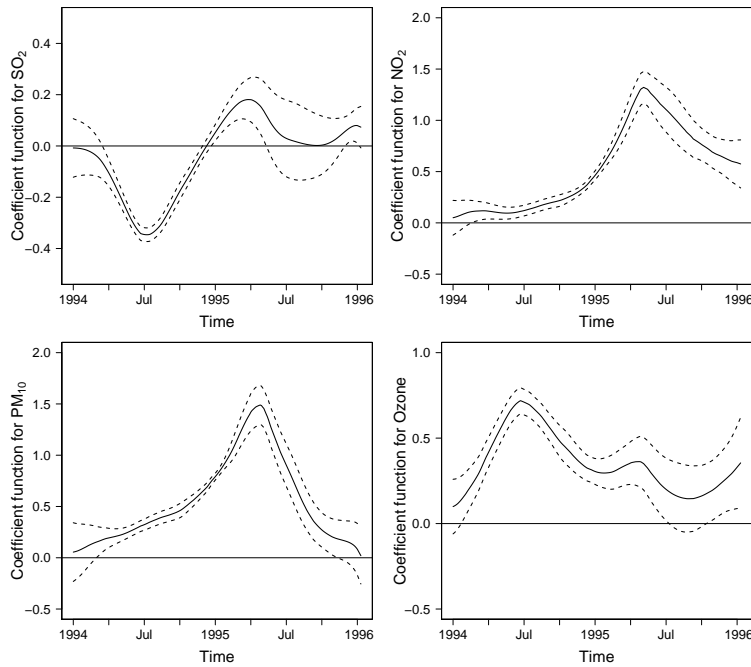 Coefficient function for SO2
0.4
0.2
0.0
−0.2
−0.4
1994
Jul
1995
Jul
1996
Time
Coefficient function for NO2
2.0
1.5
1.0
0.5
0.0
−0.5
1994
Jul
1995
Jul
1996
Time
Coefficient function for PM10
2.0
1.5
1.0
0.5
0.0
−0.5
1994
Jul
1995
Jul
1996
Time
Coefficient function for Ozone
1.0
0.5
0.0
−0.5
1994
Jul
1995
Jul
1996
Time